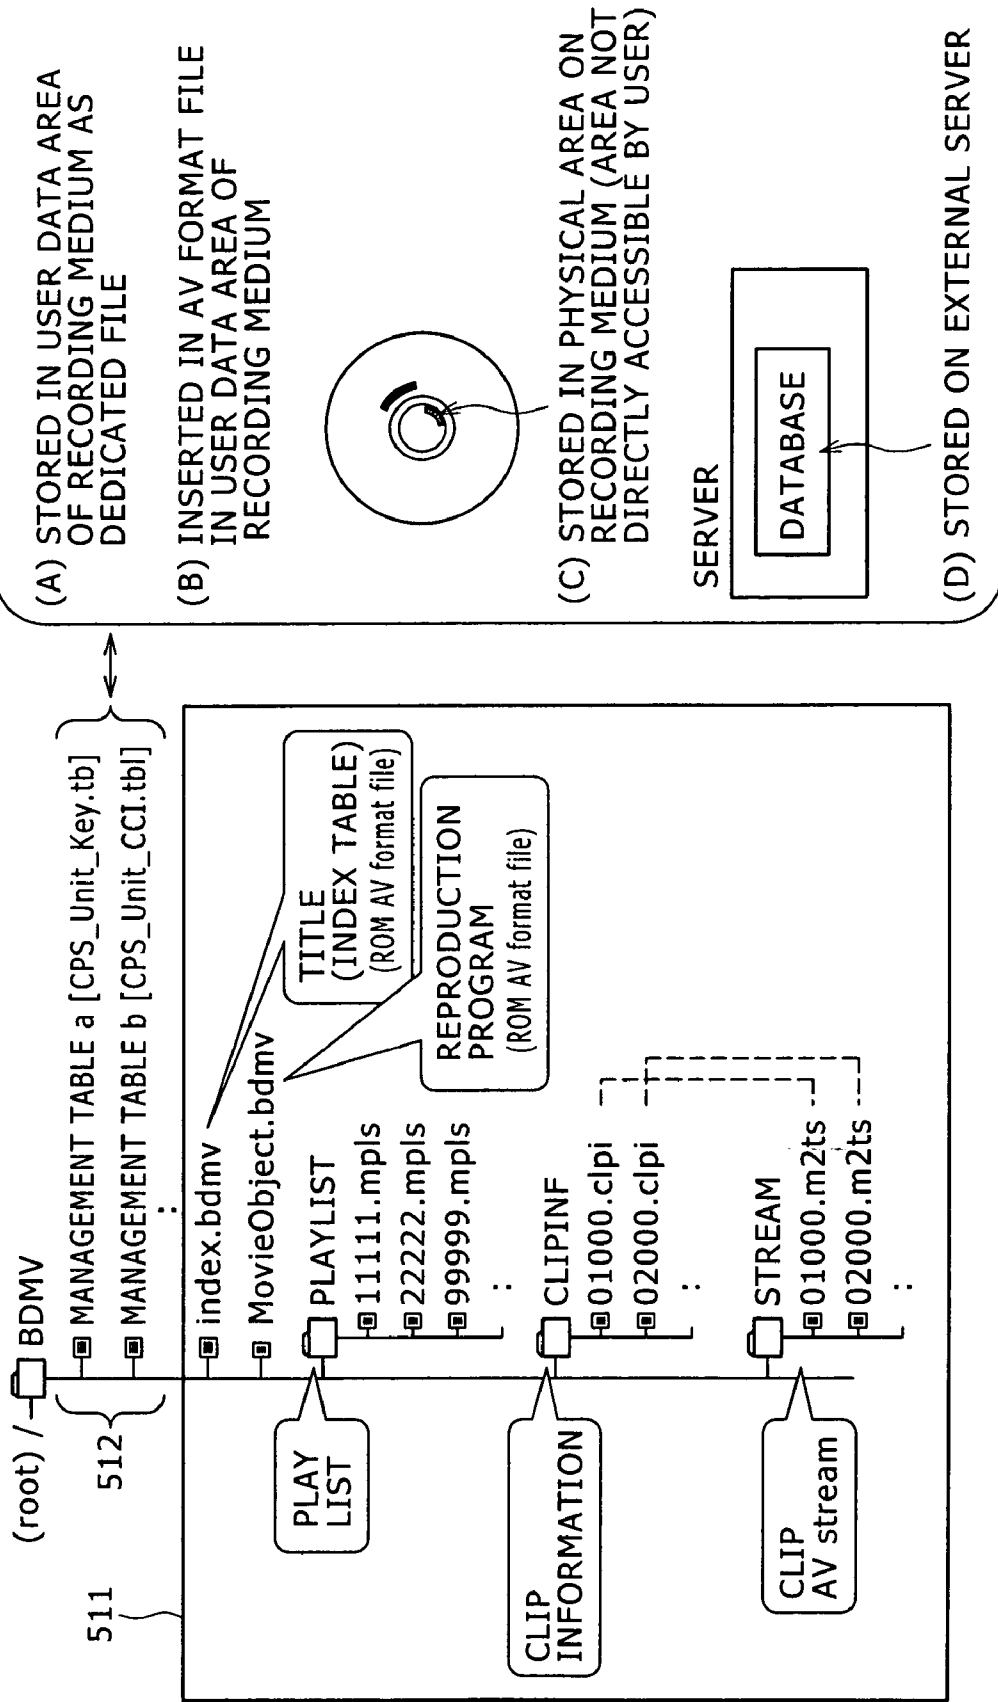 (root) /
BDMV
512
MANAGEMENT TABLE a [CPS_Unit_Key.tb]
MANAGEMENT TABLE b [CPS_Unit_CCI.tbl]
:
511
index.bdmv
MovieObject.bdmv
TITLE
(INDEX TABLE)
(ROM AV format file)
REPRODUCTION
PROGRAM
(ROM AV format file)
PLAY
LIST
PLAYLIST
11111.mpls
22222.mpls
99999.mpls
:
CLIP
INFORMATION
CLIPINF
01000.clpi
02000.clpi
:
CLIP
AV stream
STREAM
01000.m2ts
02000.m2ts
:
(A) STORED IN USER DATA AREA
OF RECORDING MEDIUM AS
DEDICATED FILE
(B) INSERTED IN AV FORMAT FILE
IN USER DATA AREA OF
RECORDING MEDIUM
(C) STORED IN PHYSICAL AREA ON
RECORDING MEDIUM (AREA NOT
DIRECTLY ACCESSIBLE BY USER)
SERVER
DATABASE
(D) STORED ON EXTERNAL SERVER